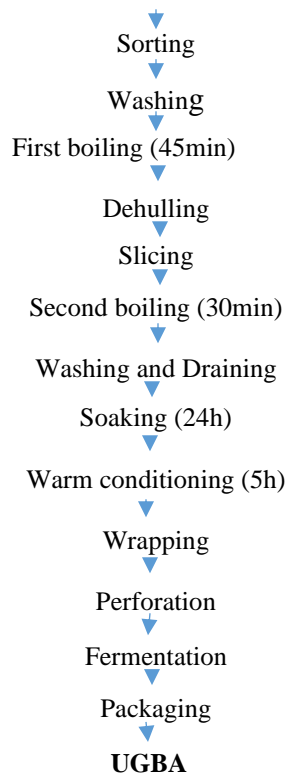 Sorting
Washing
First boiling (45min)
Dehulling
Slicing
Second boiling (30min)
Washing and Draining
Soaking (24h)
Warm conditioning (5h)
Wrapping
Perforation
Fermentation
Packaging
UGBA